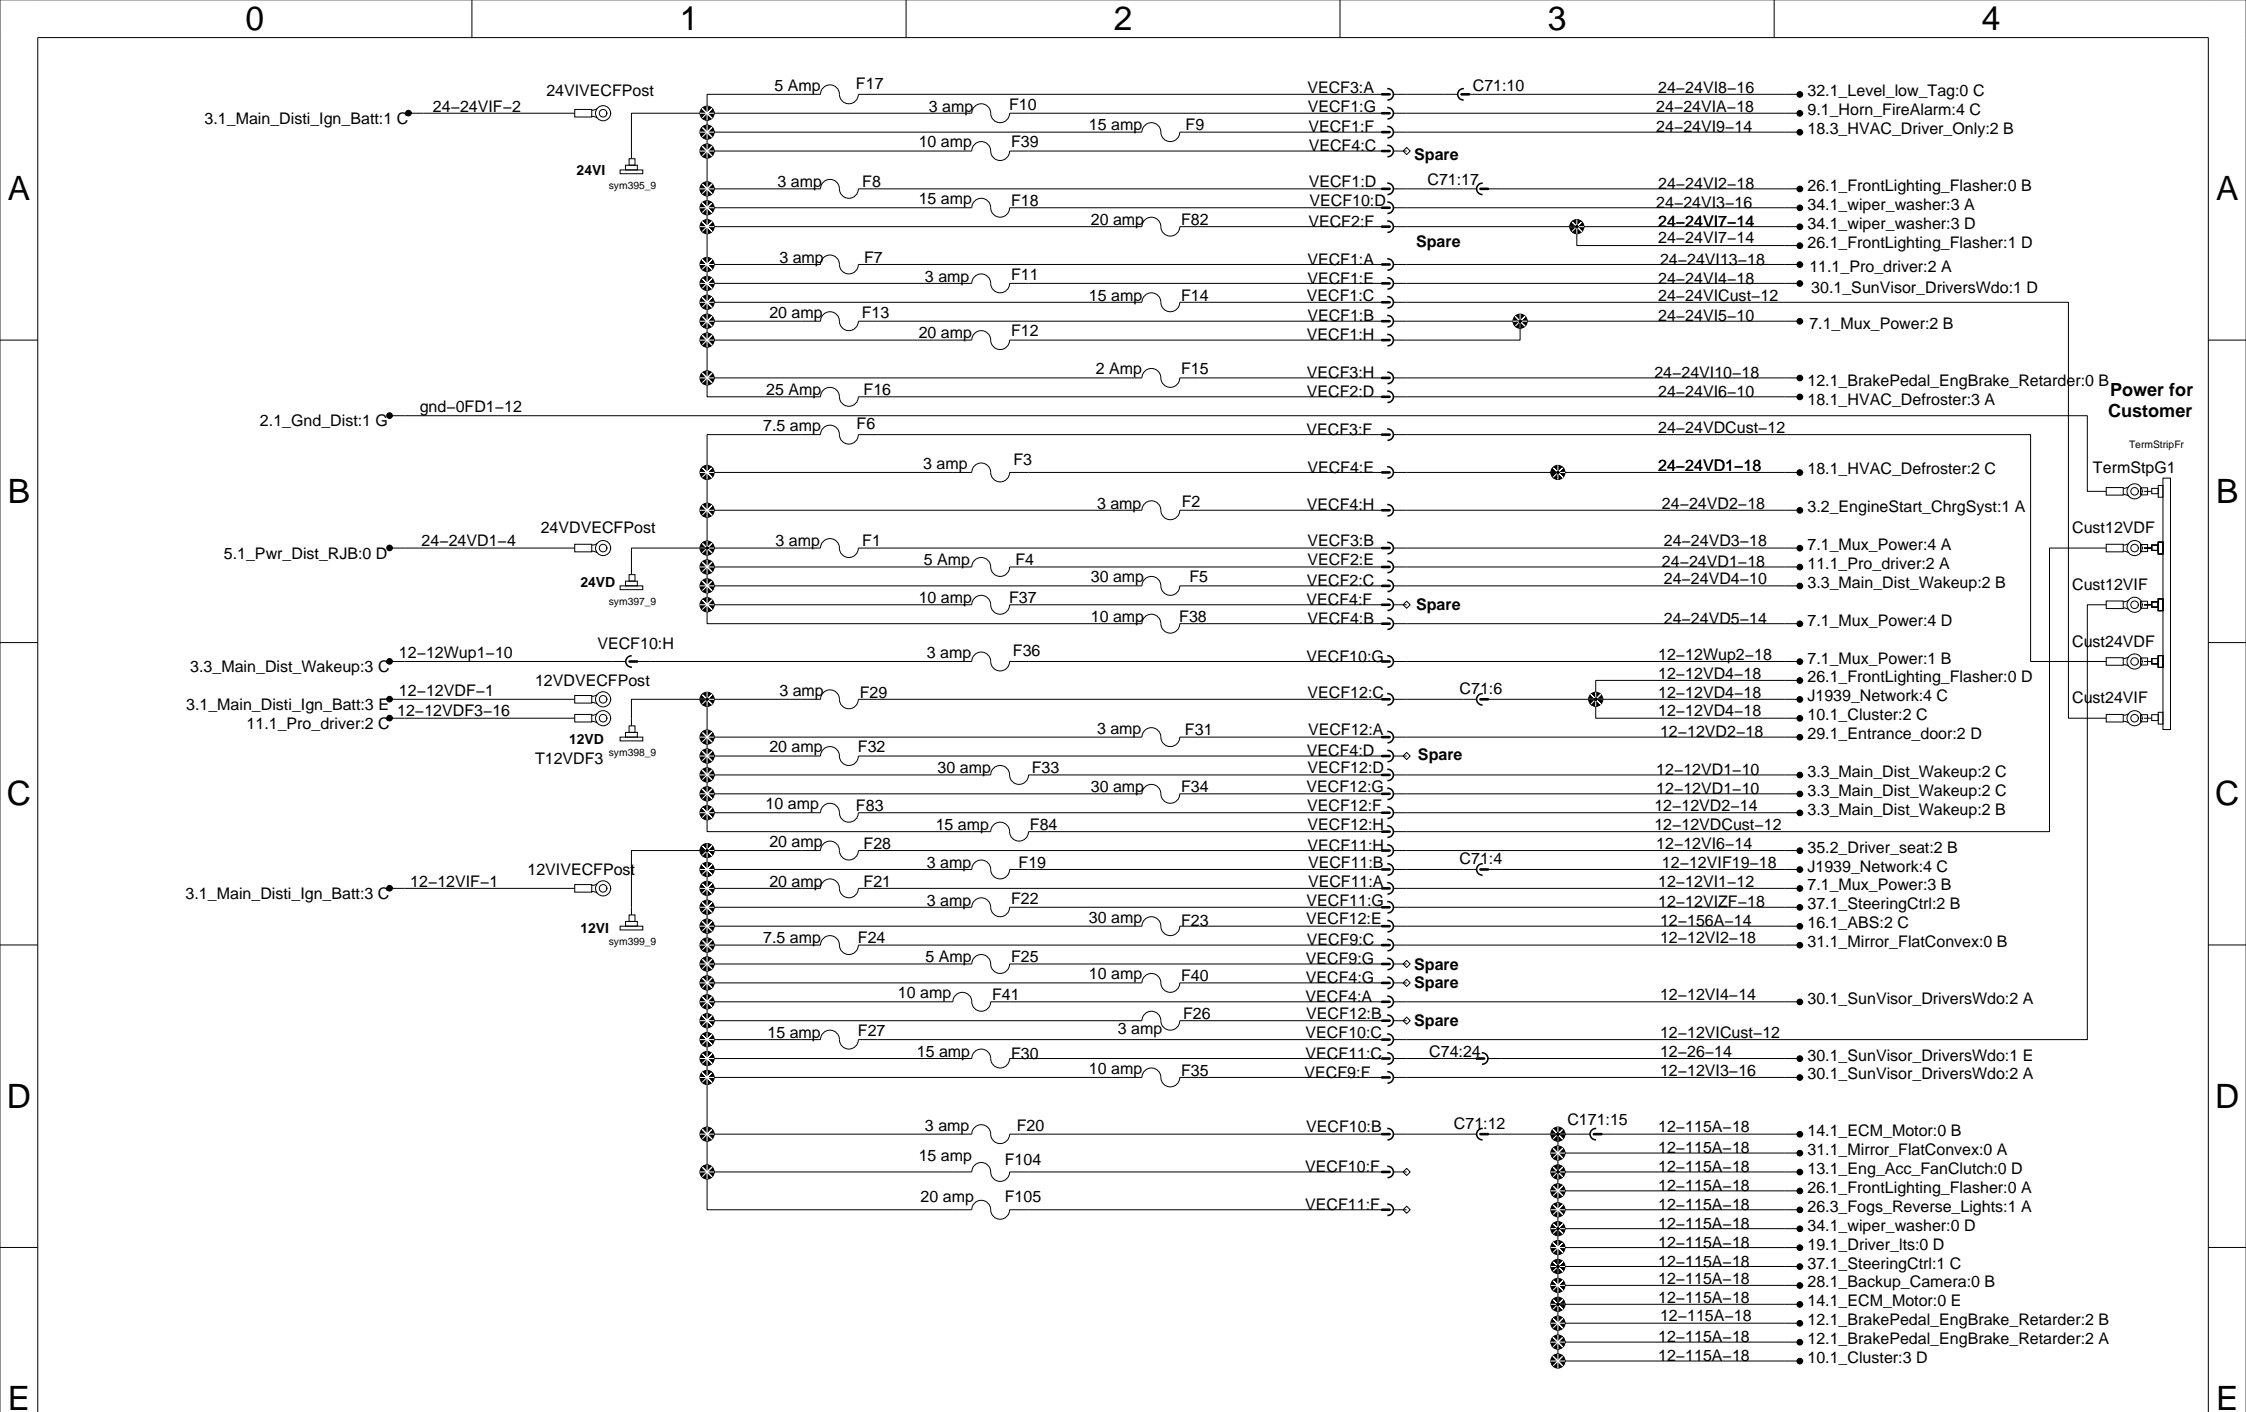 0 1 2 3 4
5 Amp F17 VECF3:A C71:10 24-24VI8-16 32.1_Level_low_Tag:0 C
24VIVECFPost
3.1_Main_Disti_Ign_Batt:1 C 24-24VIF-2 3 amp F10 VECF1:G 24-24VIA-18 9.1_Horn_FireAlarm:4 C
15 amp F9 VECF1:F 24-24VI9-14 18.3_HVAC_Driver_Only:2 B
10 amp F39 VECF4:C Spare
24VI
sym395_9
A 3 amp F8 VECF1:D C71:17 24-24VI2-18 26.1_FrontLighting_Flasher:0 B A
15 amp F18 VECF10:D 24-24VI3-16 34.1_wiper_washer:3 A
20 amp F82 VECF2:F 24-24VI7-14 34.1_wiper_washer:3 D
Spare 24-24VI7-14 26.1_FrontLighting_Flasher:1 D
3 amp F7 VECF1:A 24-24VI13-18 11.1_Pro_driver:2 A
3 amp F11 VECF1:E 24-24VI4-18 30.1_SunVisor_DriversWdo:1 D
15 amp F14 VECF1:C 24-24VICust-12
20 amp F13 VECF1:B 24-24VI5-10 7.1_Mux_Power:2 B
20 amp F12 VECF1:H
2 Amp F15 VECF3:H 24-24VI10-18 12.1_BrakePedal_EngBrake_Retarder:0 B
25 Amp F16 VECF2:D 24-24VI6-10 18.1_HVAC_Defroster:3 A
Power for
Customer
2.1_Gnd_Dist:1 G gnd-0FD1-12
7.5 amp F6 VECF3:F 24-24VDCust-12
TermStripFr
TermStpG1
3 amp F3 VECF4:E 24-24VD1-18 18.1_HVAC_Defroster:2 C
B B
3 amp F2 VECF4:H 24-24VD2-18 3.2_EngineStart_ChrgSyst:1 A
24VDVECFPost Cust12VDF
5.1_Pwr_Dist_RJB:0 D 24-24VD1-4 3 amp F1 VECF3:B 24-24VD3-18 7.1_Mux_Power:4 A
5 Amp F4 VECF2:E 24-24VD1-18 11.1_Pro_driver:2 A
24VD 30 amp F5 VECF2:C 24-24VD4-10 3.3_Main_Dist_Wakeup:2 B Cust12VIF
sym397_9 10 amp F37 VECF4:F Spare
10 amp F38 VECF4:B 24-24VD5-14 7.1_Mux_Power:4 D
Cust24VDF
3.3_Main_Dist_Wakeup:3 C 12-12Wup1-10 VECF10:H 3 amp F36 VECF10:G 12-12Wup2-18 7.1_Mux_Power:1 B
12VDVECFPost 12-12VD4-18 26.1_FrontLighting_Flasher:0 D
3.1_Main_Disti_Ign_Batt:3 E 12-12VDF-1 3 amp F29 VECF12:C C71:6 12-12VD4-18 J1939_Network:4 C Cust24VIF
11.1_Pro_driver:2 C 12-12VDF3-16 12-12VD4-18 10.1_Cluster:2 C
12VD 3 amp F31 VECF12:A 12-12VD2-18 29.1_Entrance_door:2 D
T12VDF3 sym398_9 20 amp F32 VECF4:D Spare
30 amp F33 VECF12:D 12-12VD1-10 3.3_Main_Dist_Wakeup:2 C
C 30 amp F34 VECF12:G 12-12VD1-10 3.3_Main_Dist_Wakeup:2 C C
10 amp F83 VECF12:F 12-12VD2-14 3.3_Main_Dist_Wakeup:2 B
15 amp F84 VECF12:H 12-12VDCust-12
20 amp F28 VECF11:H 12-12VI6-14 35.2_Driver_seat:2 B
12VIVECFPost 3 amp F19 VECF11:B C71:4 12-12VIF19-18 J1939_Network:4 C
3.1_Main_Disti_Ign_Batt:3 C 12-12VIF-1 20 amp F21 VECF11:A 12-12VI1-12 7.1_Mux_Power:3 B
3 amp F22 VECF11:G 12-12VIZF-18 37.1_SteeringCtrl:2 B
12VI 30 amp F23 VECF12:E 12-156A-14 16.1_ABS:2 C
sym399_9 7.5 amp F24 VECF9:C 12-12VI2-18 31.1_Mirror_FlatConvex:0 B
5 Amp F25 VECF9:G Spare
10 amp F40 VECF4:G Spare
10 amp F41 VECF4:A 12-12VI4-14 30.1_SunVisor_DriversWdo:2 A
3 amp F26 VECF12:B Spare
15 amp F27 VECF10:C 12-12VICust-12
15 amp F30 VECF11:C C74:24 12-26-14 30.1_SunVisor_DriversWdo:1 E
10 amp F35 VECF9:F 12-12VI3-16 30.1_SunVisor_DriversWdo:2 A
D D
3 amp F20 VECF10:B C71:12 C171:15 12-115A-18 14.1_ECM_Motor:0 B
12-115A-18 31.1_Mirror_FlatConvex:0 A
15 amp F104 VECF10:F 12-115A-18 13.1_Eng_Acc_FanClutch:0 D
12-115A-18 26.1_FrontLighting_Flasher:0 A
20 amp F105 VECF11:F 12-115A-18 26.3_Fogs_Reverse_Lights:1 A
12-115A-18 34.1_wiper_washer:0 D
12-115A-18 19.1_Driver_lts:0 D
12-115A-18 37.1_SteeringCtrl:1 C
12-115A-18 28.1_Backup_Camera:0 B
12-115A-18 14.1_ECM_Motor:0 E
12-115A-18 12.1_BrakePedal_EngBrake_Retarder:2 B
12-115A-18 12.1_BrakePedal_EngBrake_Retarder:2 A
12-115A-18 10.1_Cluster:3 D
E E